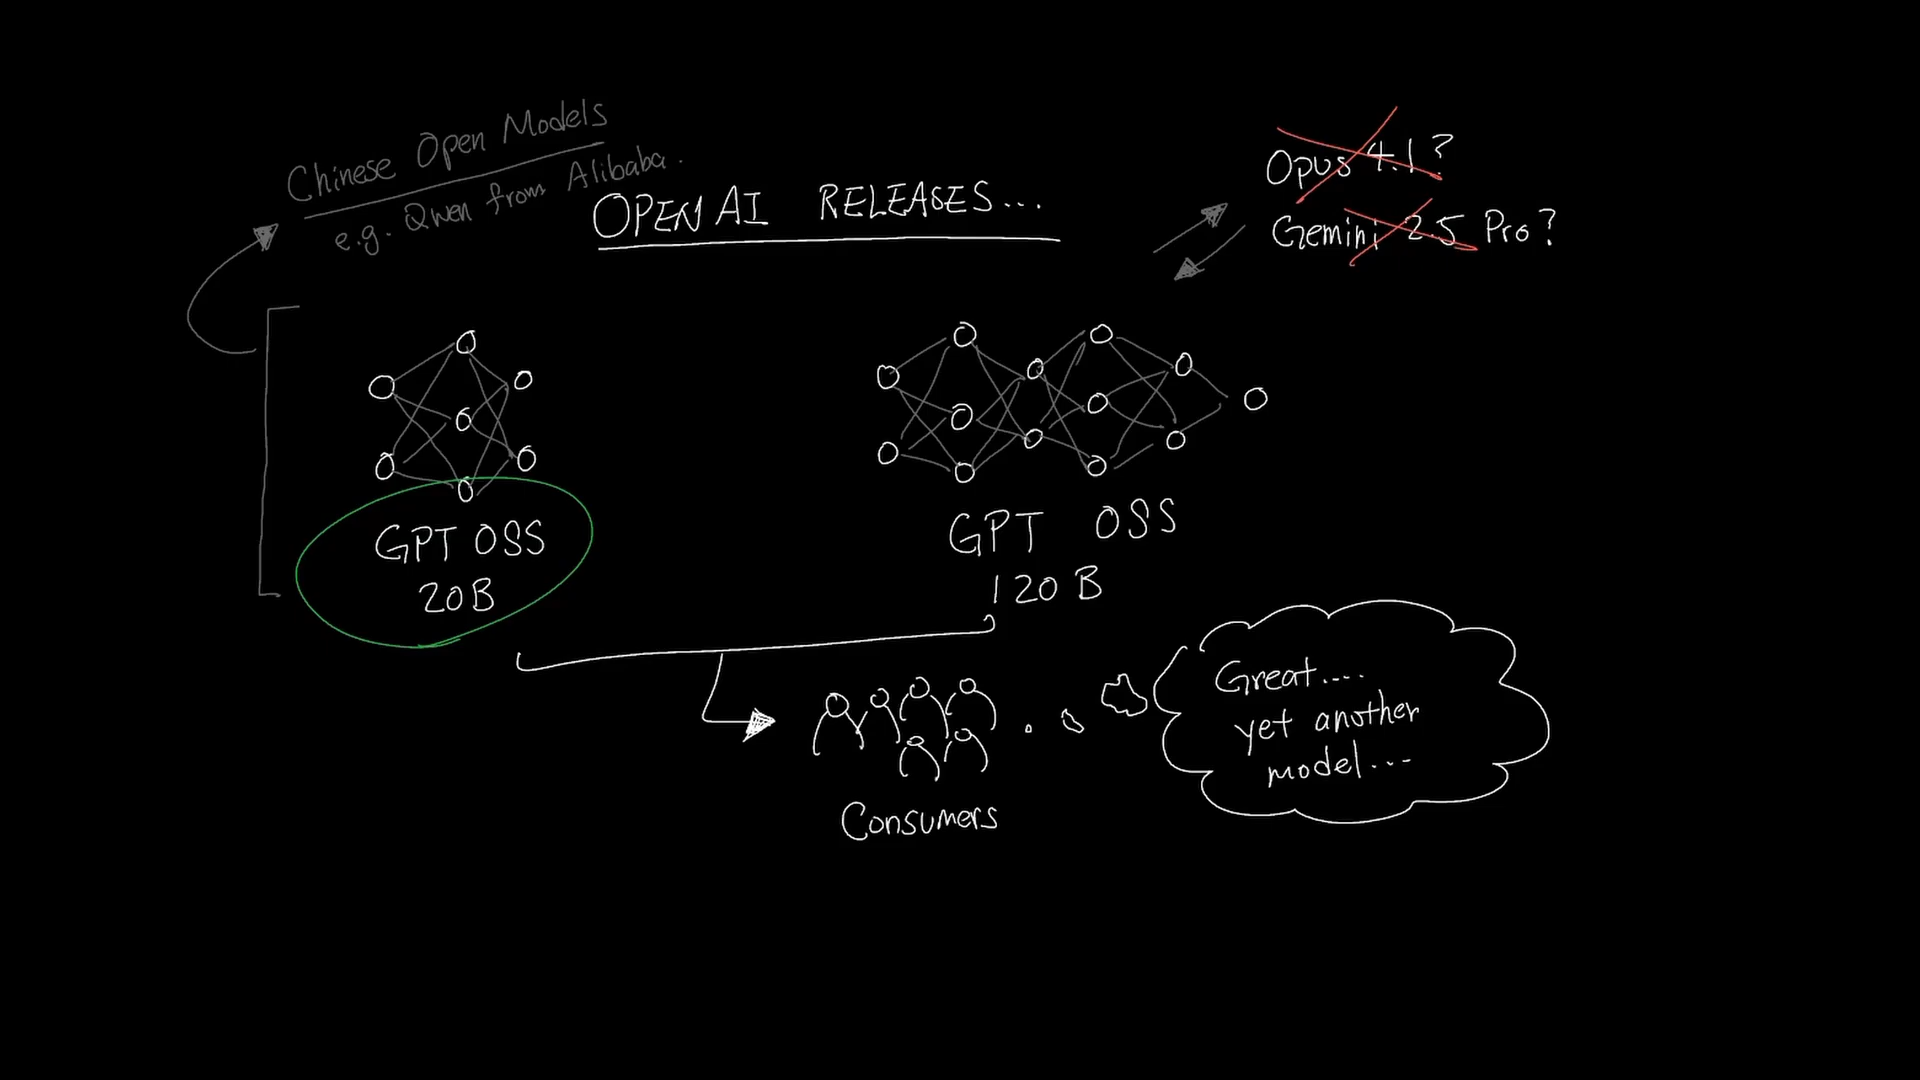 Chinese Open Models
e.g. Qwen from Alibaba.
OPEN AI RELEASES...
Opus 4.1?
Gemini 2.5 Pro?
GPT OSS
20B
GPT OSS
120B
Great....
yet another
model...
Consumers